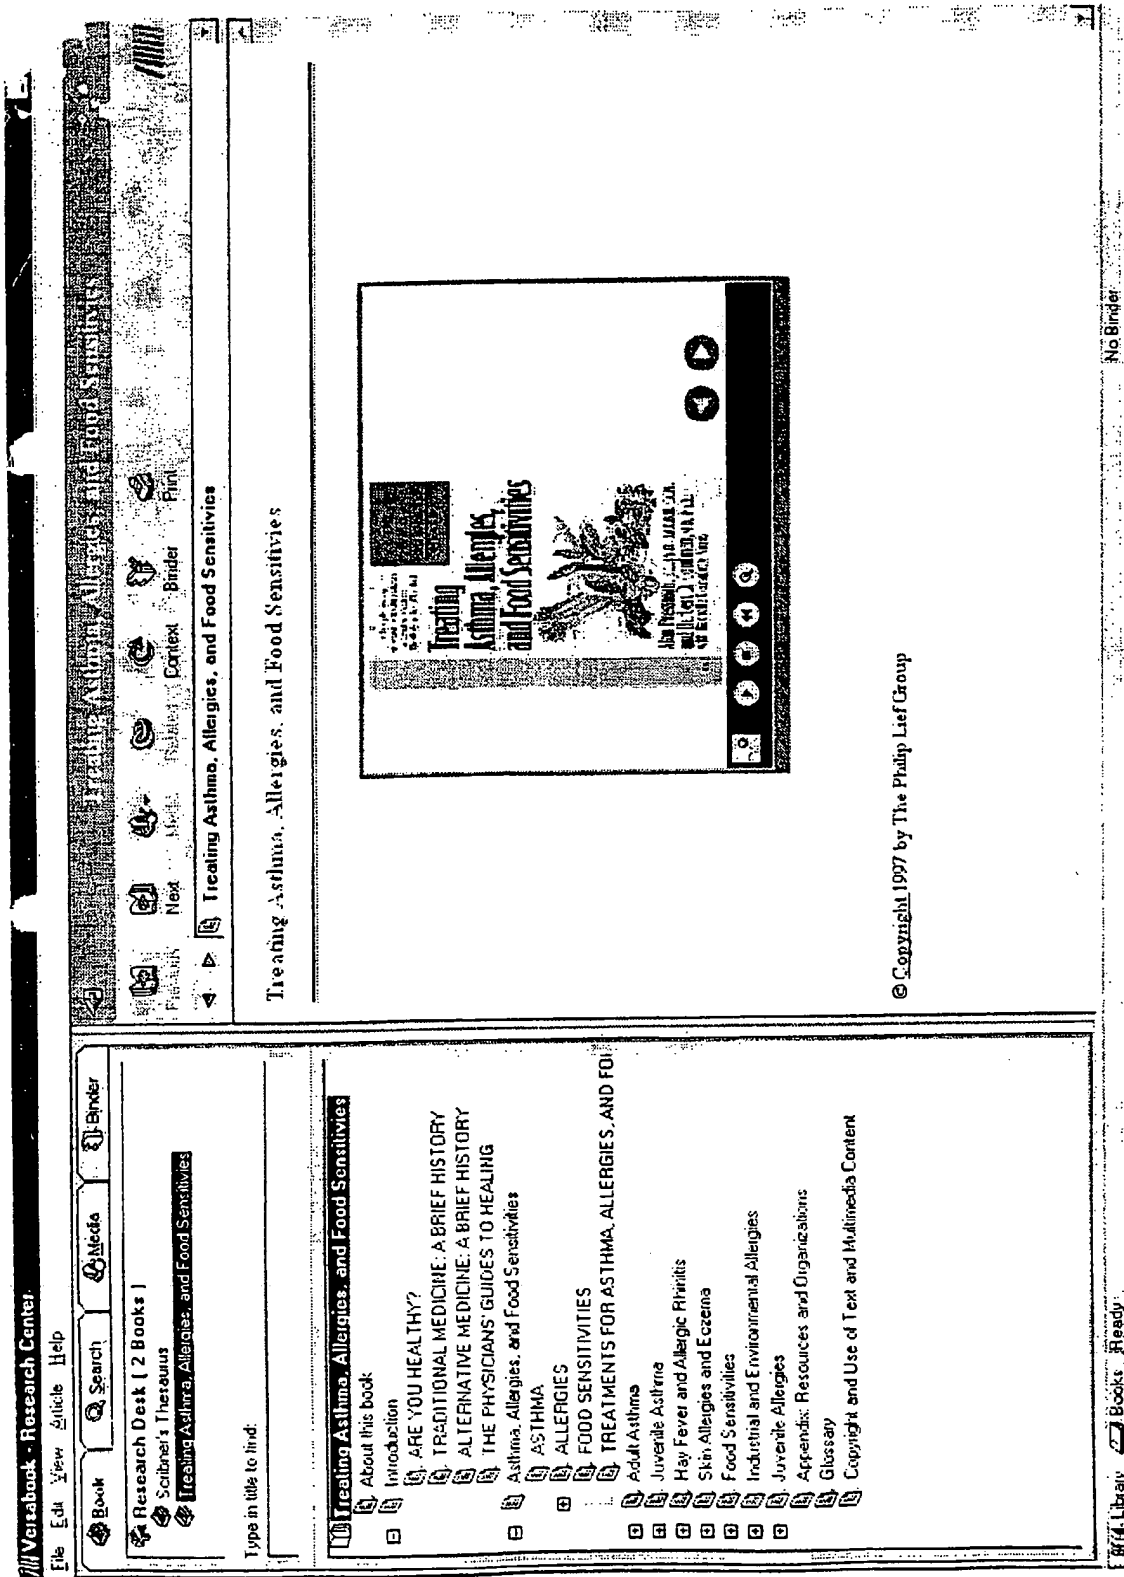 Versabook - Research Center
File Edit View Article Help
Book Search Media Binder
Research Desk [ 2 Books ]
Scribner's Thesaurus
Treating Asthma, Allergies, and Food Sensitivies
Type in title to find:
Treating Asthma, Allergies, and Food Sensitivies
About this book
Introduction
ARE YOU HEALTHY?
TRADITIONAL MEDICINE: A BRIEF HISTORY
ALTERNATIVE MEDICINE: A BRIEF HISTORY
THE PHYSICIANS' GUIDES TO HEALING
Asthma, Allergies, and Food Sensitivities
ASTHMA
ALLERGIES
FOOD SENSITIVITIES
TREATMENTS FOR ASTHMA, ALLERGIES, AND FO
Adult Asthma
Juvenile Asthma
Hay Fever and Allergic Rhinitis
Skin Allergies and Eczema
Food Sensitivities
Industrial and Environmental Allergies
Juvenile Allergies
Appendix: Resources and Organizations
Glossary
Copyright and Use of Text and Multimedia Content
Treating Asthma, Allergies, and Food Sensitivies
Previous Next Media Related Context Binder Print
Treating Asthma, Allergies, and Food Sensitivies
Treating Asthma, Allergies, and Food Sensitivies
Treating
Asthma, Allergies,
and Food Sensitivities
© Copyright 1997 by The Philip Lief Group
Library Books Ready
No Binder